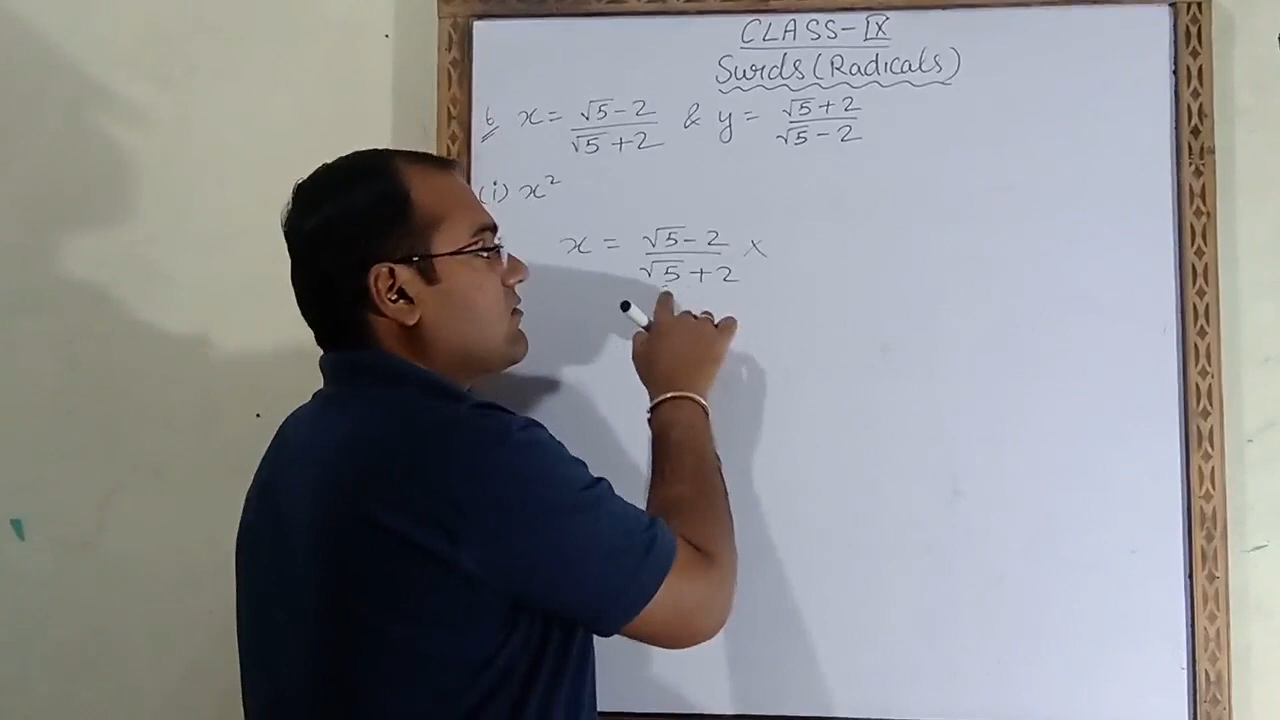 CLASS-IX
Surds (Radicals)
6 x = (√5-2)/(√5+2) & y = (√5+2)/(√5-2)
(i) x²
x = (√5-2)/(√5+2) ×